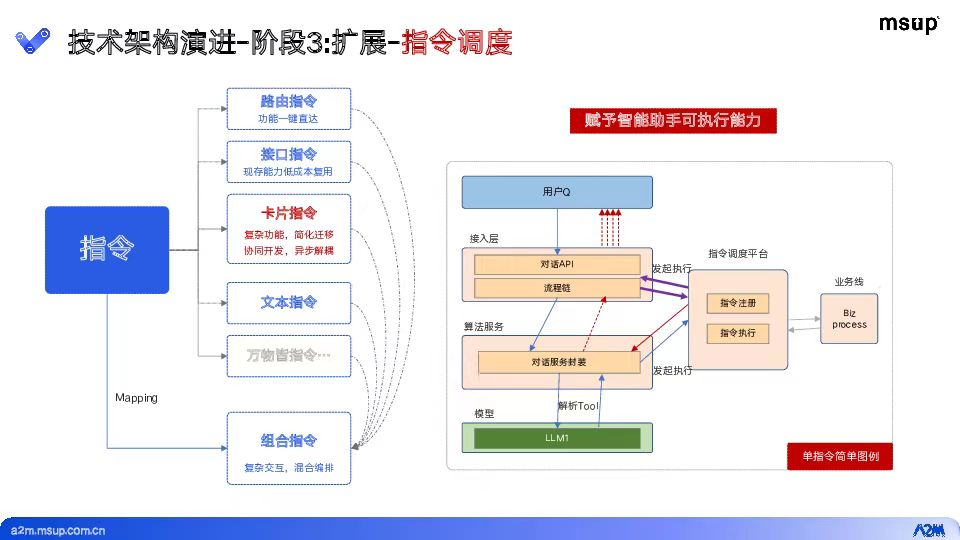 技术架构演进-阶段3:扩展-指令调度
msup
路由指令
功能一键直达
接口指令
现存能力低成本复用
卡片指令
复杂功能，简化迁移
协同开发，异步解耦
指令
文本指令
万物皆指令…
Mapping
组合指令
复杂交互，混合编排
赋予智能助手可执行能力
用户Q
接入层
对话API
流程链
发起执行
指令调度平台
指令注册
指令执行
业务线
Biz
process
算法服务
对话服务封装
发起执行
解析Tool
模型
LLM1
单指令简单图例
a2m.msup.com.cn
A2M